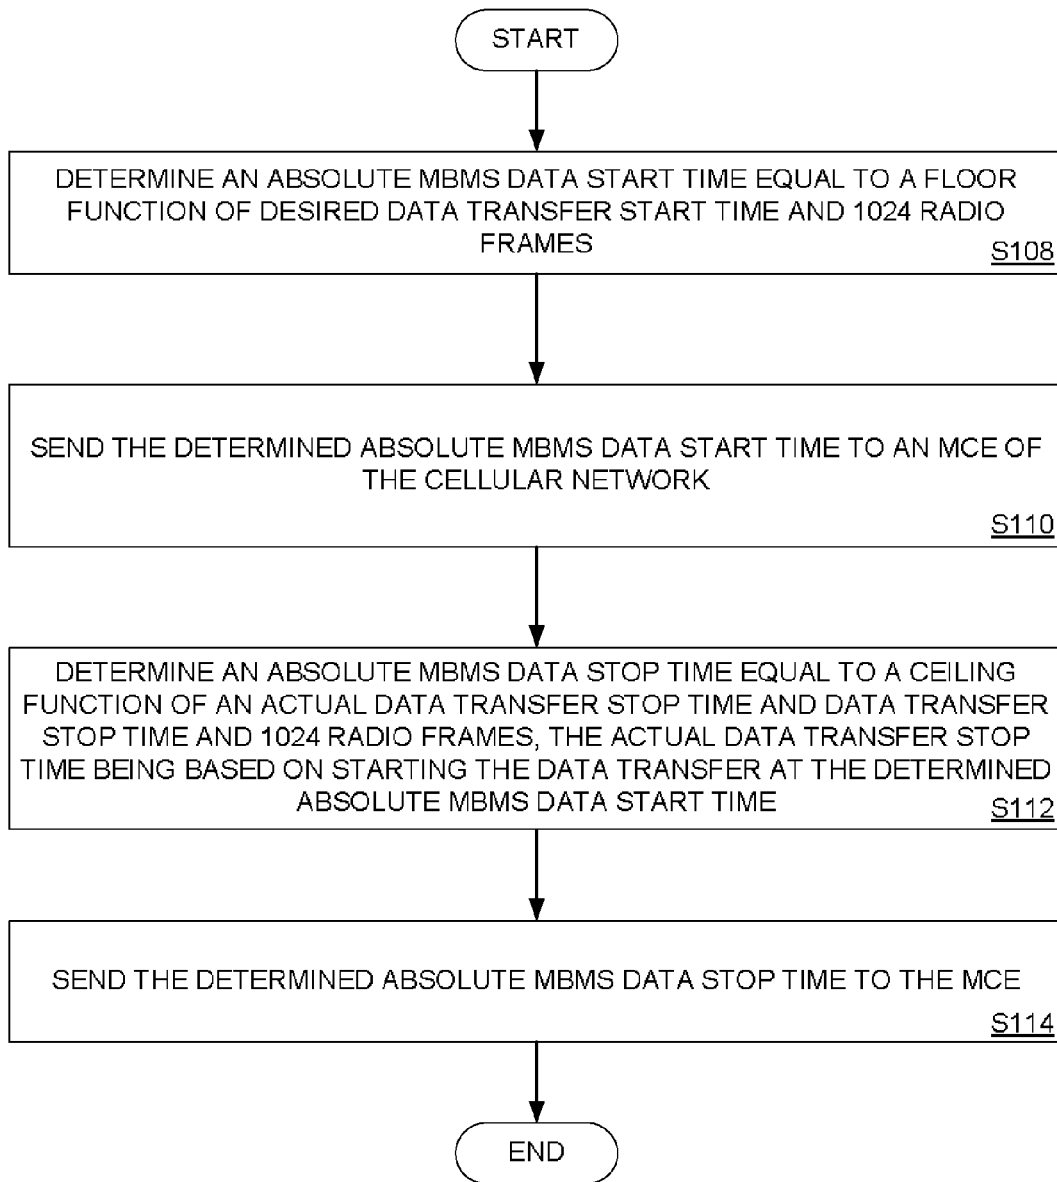 START
DETERMINE AN ABSOLUTE MBMS DATA START TIME EQUAL TO A FLOOR
FUNCTION OF DESIRED DATA TRANSFER START TIME AND 1024 RADIO
FRAMES
S108
SEND THE DETERMINED ABSOLUTE MBMS DATA START TIME TO AN MCE OF
THE CELLULAR NETWORK
S110
DETERMINE AN ABSOLUTE MBMS DATA STOP TIME EQUAL TO A CEILING
FUNCTION OF AN ACTUAL DATA TRANSFER STOP TIME AND DATA TRANSFER
STOP TIME AND 1024 RADIO FRAMES, THE ACTUAL DATA TRANSFER STOP
TIME BEING BASED ON STARTING THE DATA TRANSFER AT THE DETERMINED
ABSOLUTE MBMS DATA START TIME
S112
SEND THE DETERMINED ABSOLUTE MBMS DATA STOP TIME TO THE MCE
S114
END